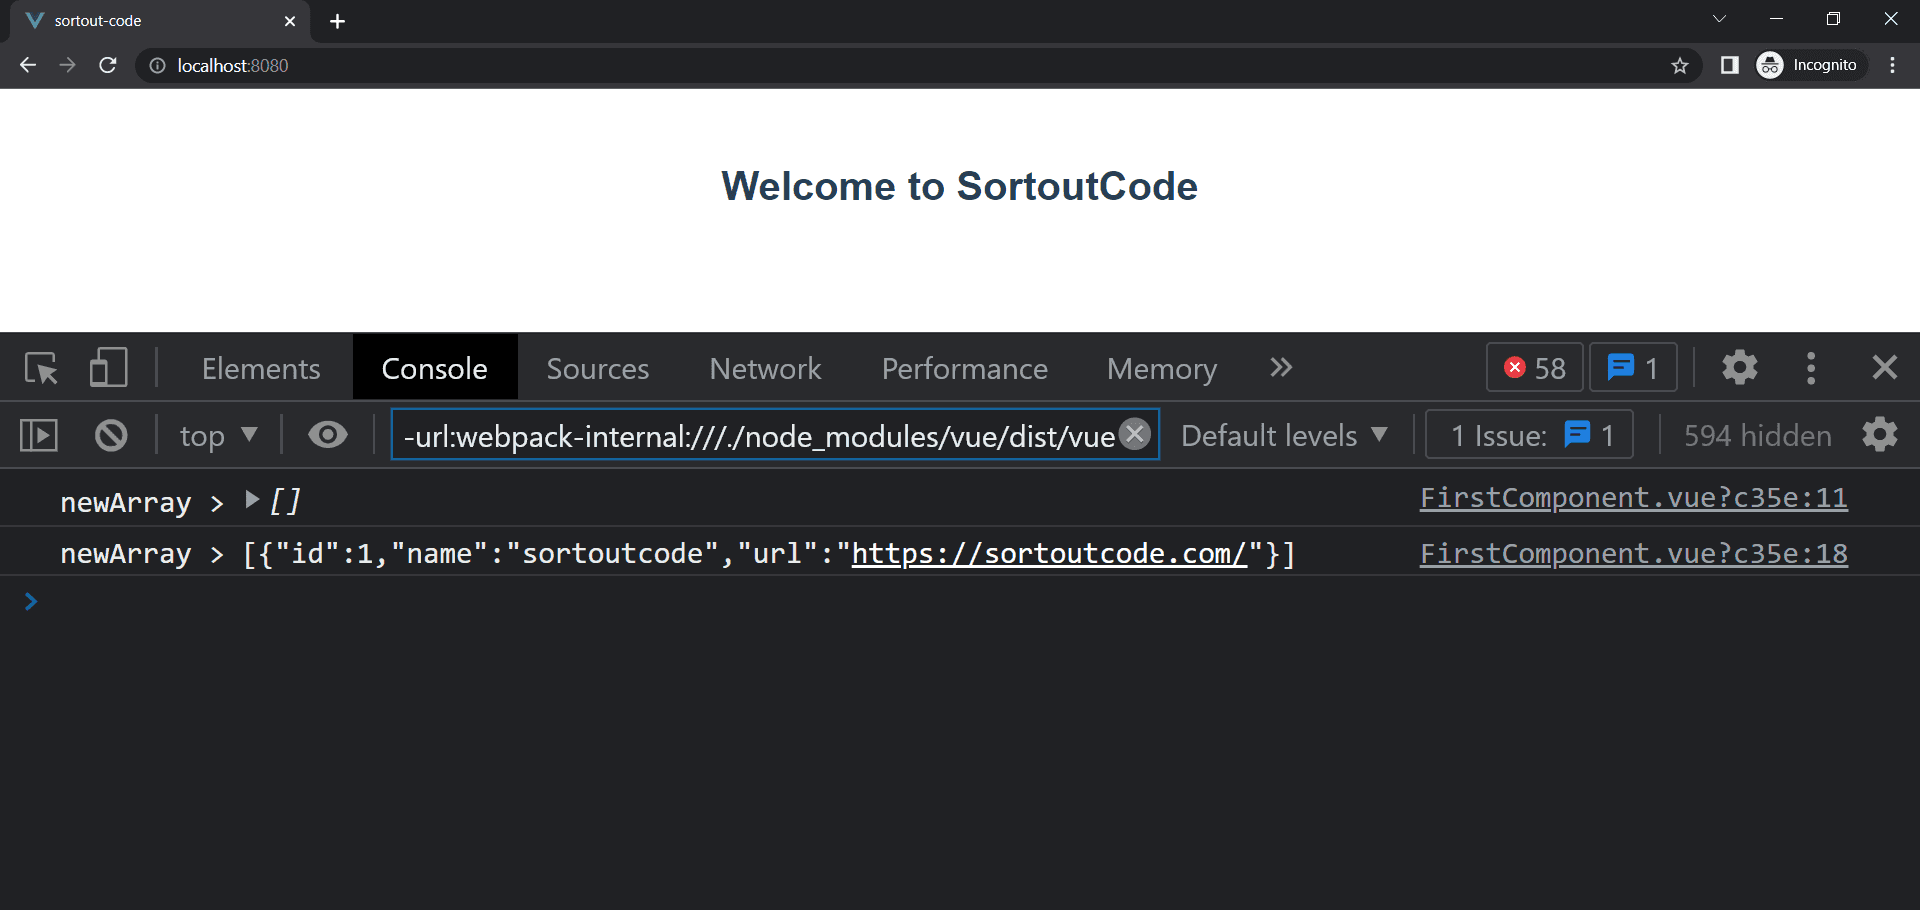 sortout-code
localhost:8080
Incognito
Welcome to SortoutCode
Elements Console Sources Network Performance Memory 58 1
top -url:webpack-internal:///./node_modules/vue/dist/vue Default levels 1 Issue: 1 594 hidden
newArray > [] FirstComponent.vue?c35e:11
newArray > [{"id":1,"name":"sortoutcode","url":"https://sortoutcode.com/"}] FirstComponent.vue?c35e:18